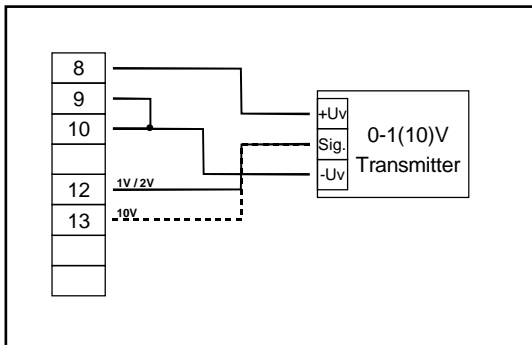 8
9
10
12
13
1V / 2V
10V
+Uv
Sig.
-Uv
0-1(10)V
Transmitter